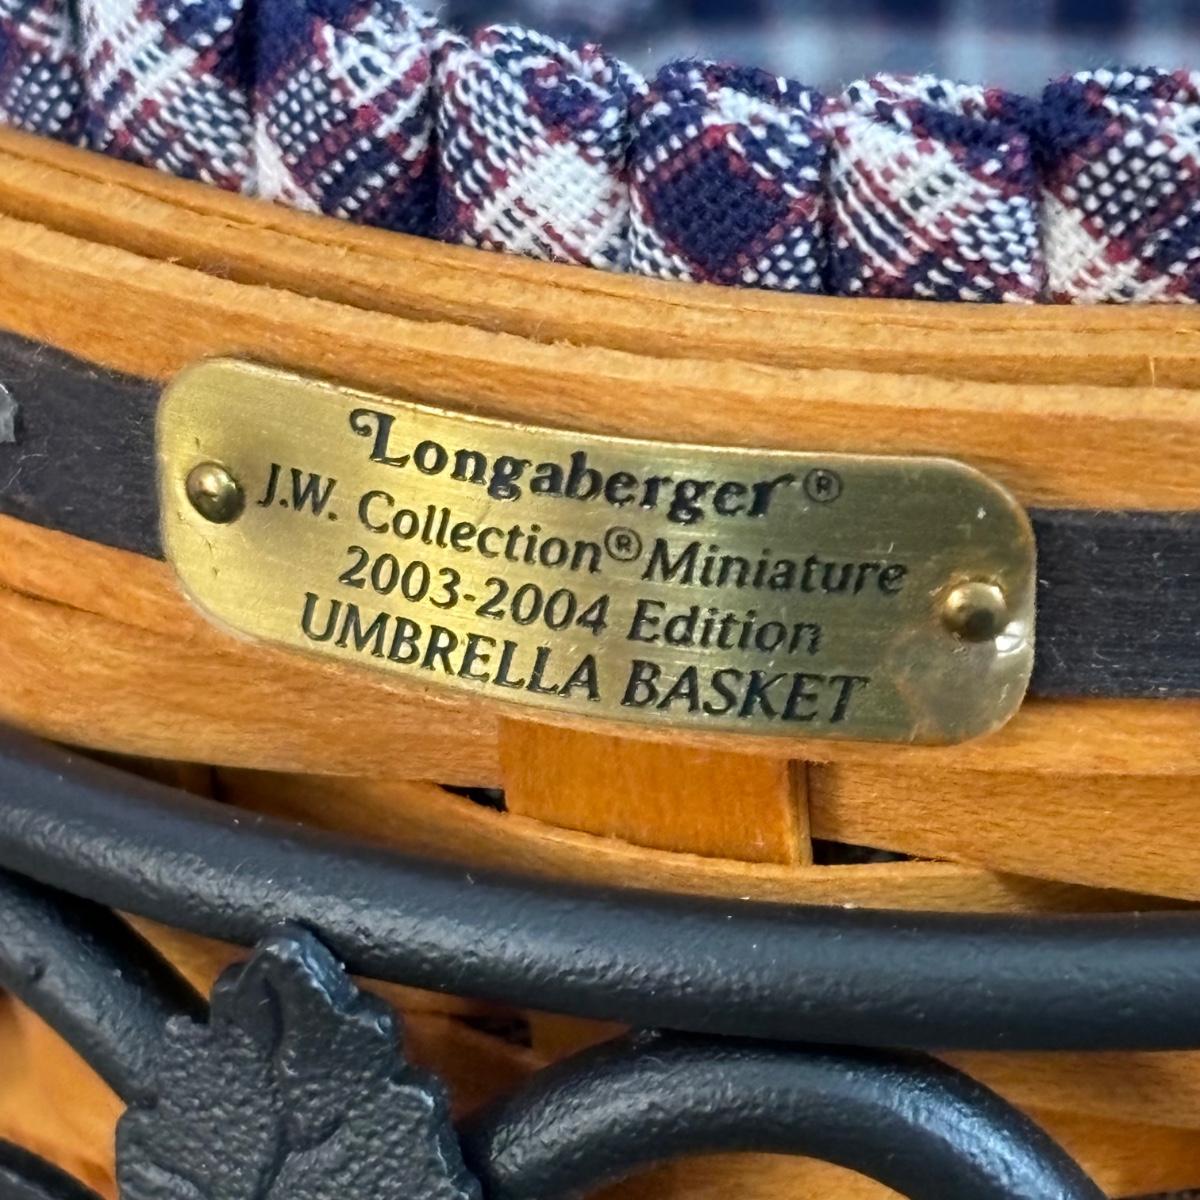 Longaberger®
J.W. Collection® Miniature
2003-2004 Edition
UMBRELLA BASKET